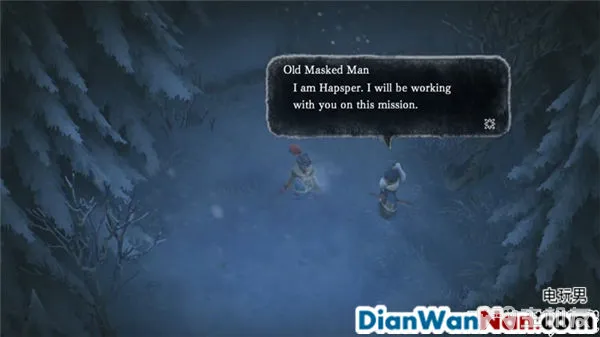 Old Masked Man
I am Hapsper. I will be working
with you on this mission.
电玩男
DianWanNan.com